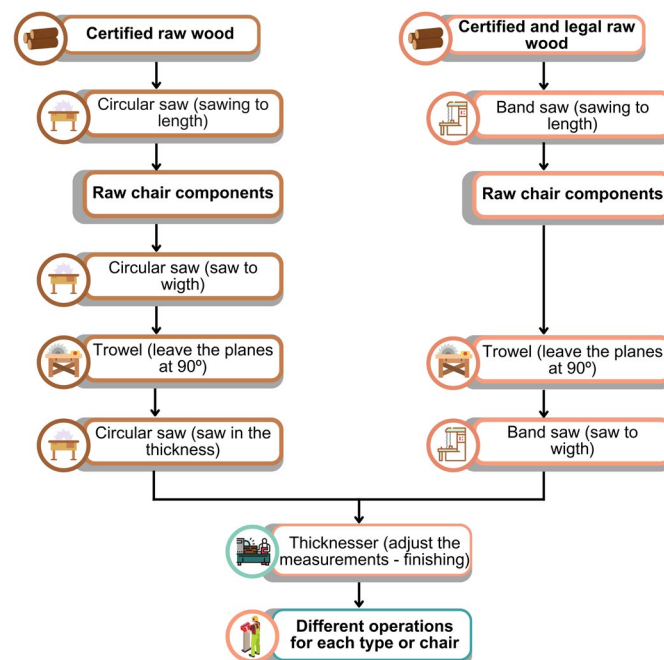 Certified raw wood
Circular saw (sawing to
length)
Raw chair components
Circular saw (saw to
wigth)
Trowel (leave the planes
at 90º)
Circular saw (saw in the
thickness)
Certified and legal raw
wood
Band saw (sawing to
length)
Raw chair components
Trowel (leave the planes
at 90º)
Band saw (saw to
wigth)
Thicknesser (adjust the
measurements - finishing)
Different operations
for each type or chair